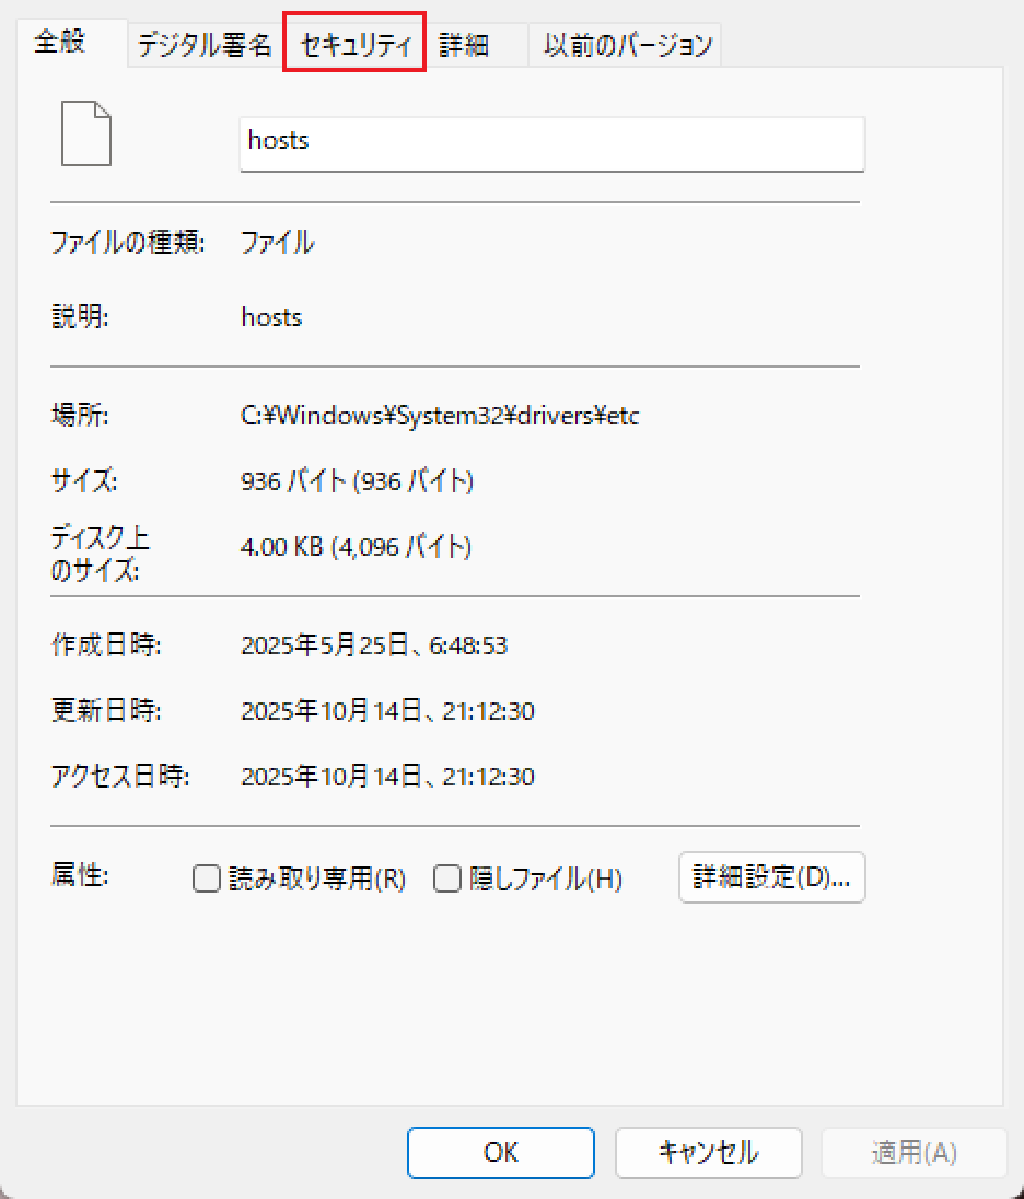 全般 デジタル署名 セキュリティ 詳細 以前のバージョン
hosts
ファイルの種類: ファイル
説明: hosts
場所: C:¥Windows¥System32¥drivers¥etc
サイズ: 936 バイト (936 バイト)
ディスク上
のサイズ: 4.00 KB (4,096 バイト)
作成日時: 2025年5月25日、6:48:53
更新日時: 2025年10月14日、21:12:30
アクセス日時: 2025年10月14日、21:12:30
属性: 読み取り専用(R) 隠しファイル(H) 詳細設定(D)...
OK キャンセル 適用(A)